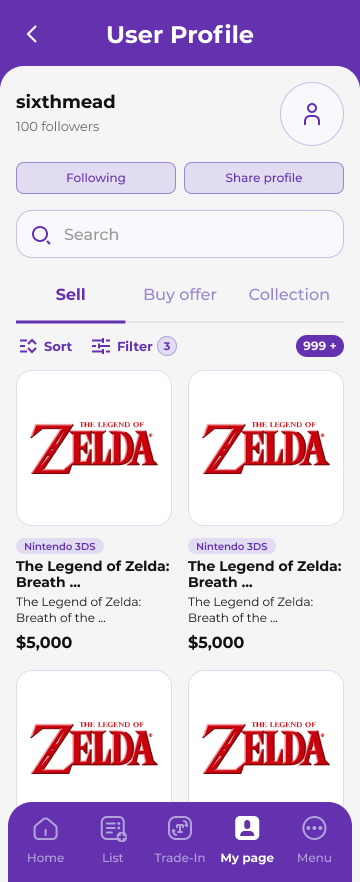 User Profile
sixthmead
100 followers
Following
Share profile
Search
Sell
Buy offer
Collection
Sort
Filter
3
999 +
THE LEGEND OF
ZELDA
THE LEGEND OF
ZELDA
Nintendo 3DS
The Legend of Zelda:
Breath ...
The Legend of Zelda:
Breath of the ...
$5,000
Nintendo 3DS
The Legend of Zelda:
Breath ...
The Legend of Zelda:
Breath of the ...
$5,000
THE LEGEND OF
ZELDA
THE LEGEND OF
ZELDA
Home
List
Trade-In
My page
Menu